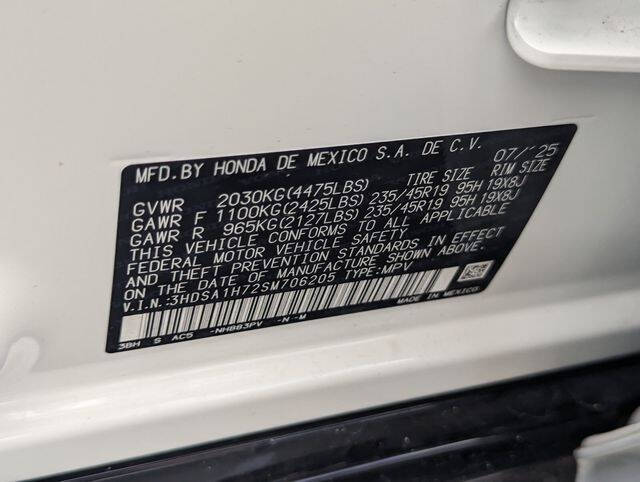 MFD.BY HONDA DE MEXICO S.A. DE C.V. 07/'25
GVWR 2030KG(4475LBS) TIRE SIZE RIM SIZE
GAWR F 1100KG(2425LBS) 235/45R19 95H 19X8J
GAWR R 965KG(2127LBS) 235/45R19 95H 19X8J
THIS VEHICLE CONFORMS TO ALL APPLICABLE
FEDERAL MOTOR VEHICLE SAFETY
AND THEFT PREVENTION STANDARDS IN EFFECT
ON THE DATE OF MANUFACTURE SHOWN ABOVE.
V.I.N.:3HDSA1H72SM706205 TYPE:MPV
MADE IN MEXICO
3BH S AC5 -NH883PV -N -M